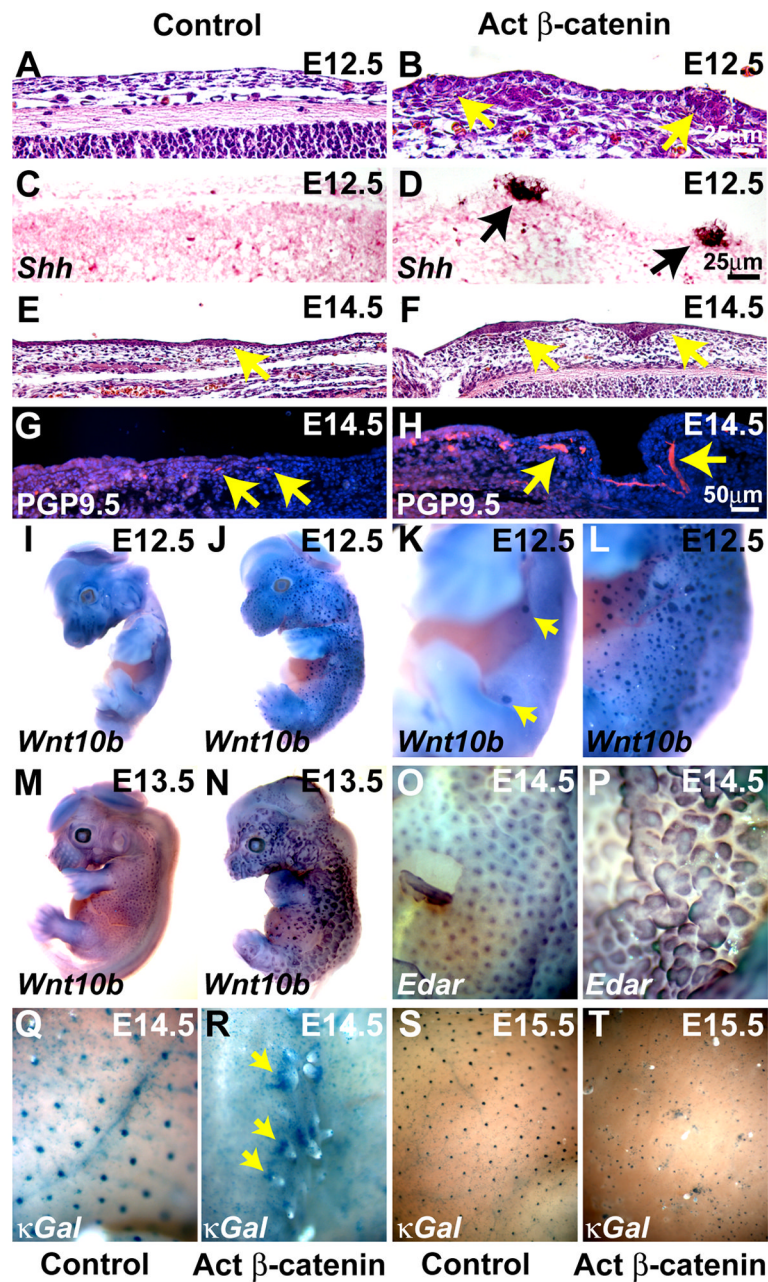 Control Act β-catenin
A E12.5 B E12.5
25μm
C E12.5 D E12.5
Shh 25μm
E E14.5 F E14.5
G E14.5 H E14.5
PGP9.5 PGP9.5 50μm
I E12.5 J E12.5 K E12.5 L E12.5
Wnt10b Wnt10b Wnt10b Wnt10b
M E13.5 N E13.5 O E14.5 P E14.5
Wnt10b Wnt10b Edar Edar
Q E14.5 R E14.5 S E15.5 T E15.5
κGal κGal κGal κGal
Control Act β-catenin Control Act β-catenin